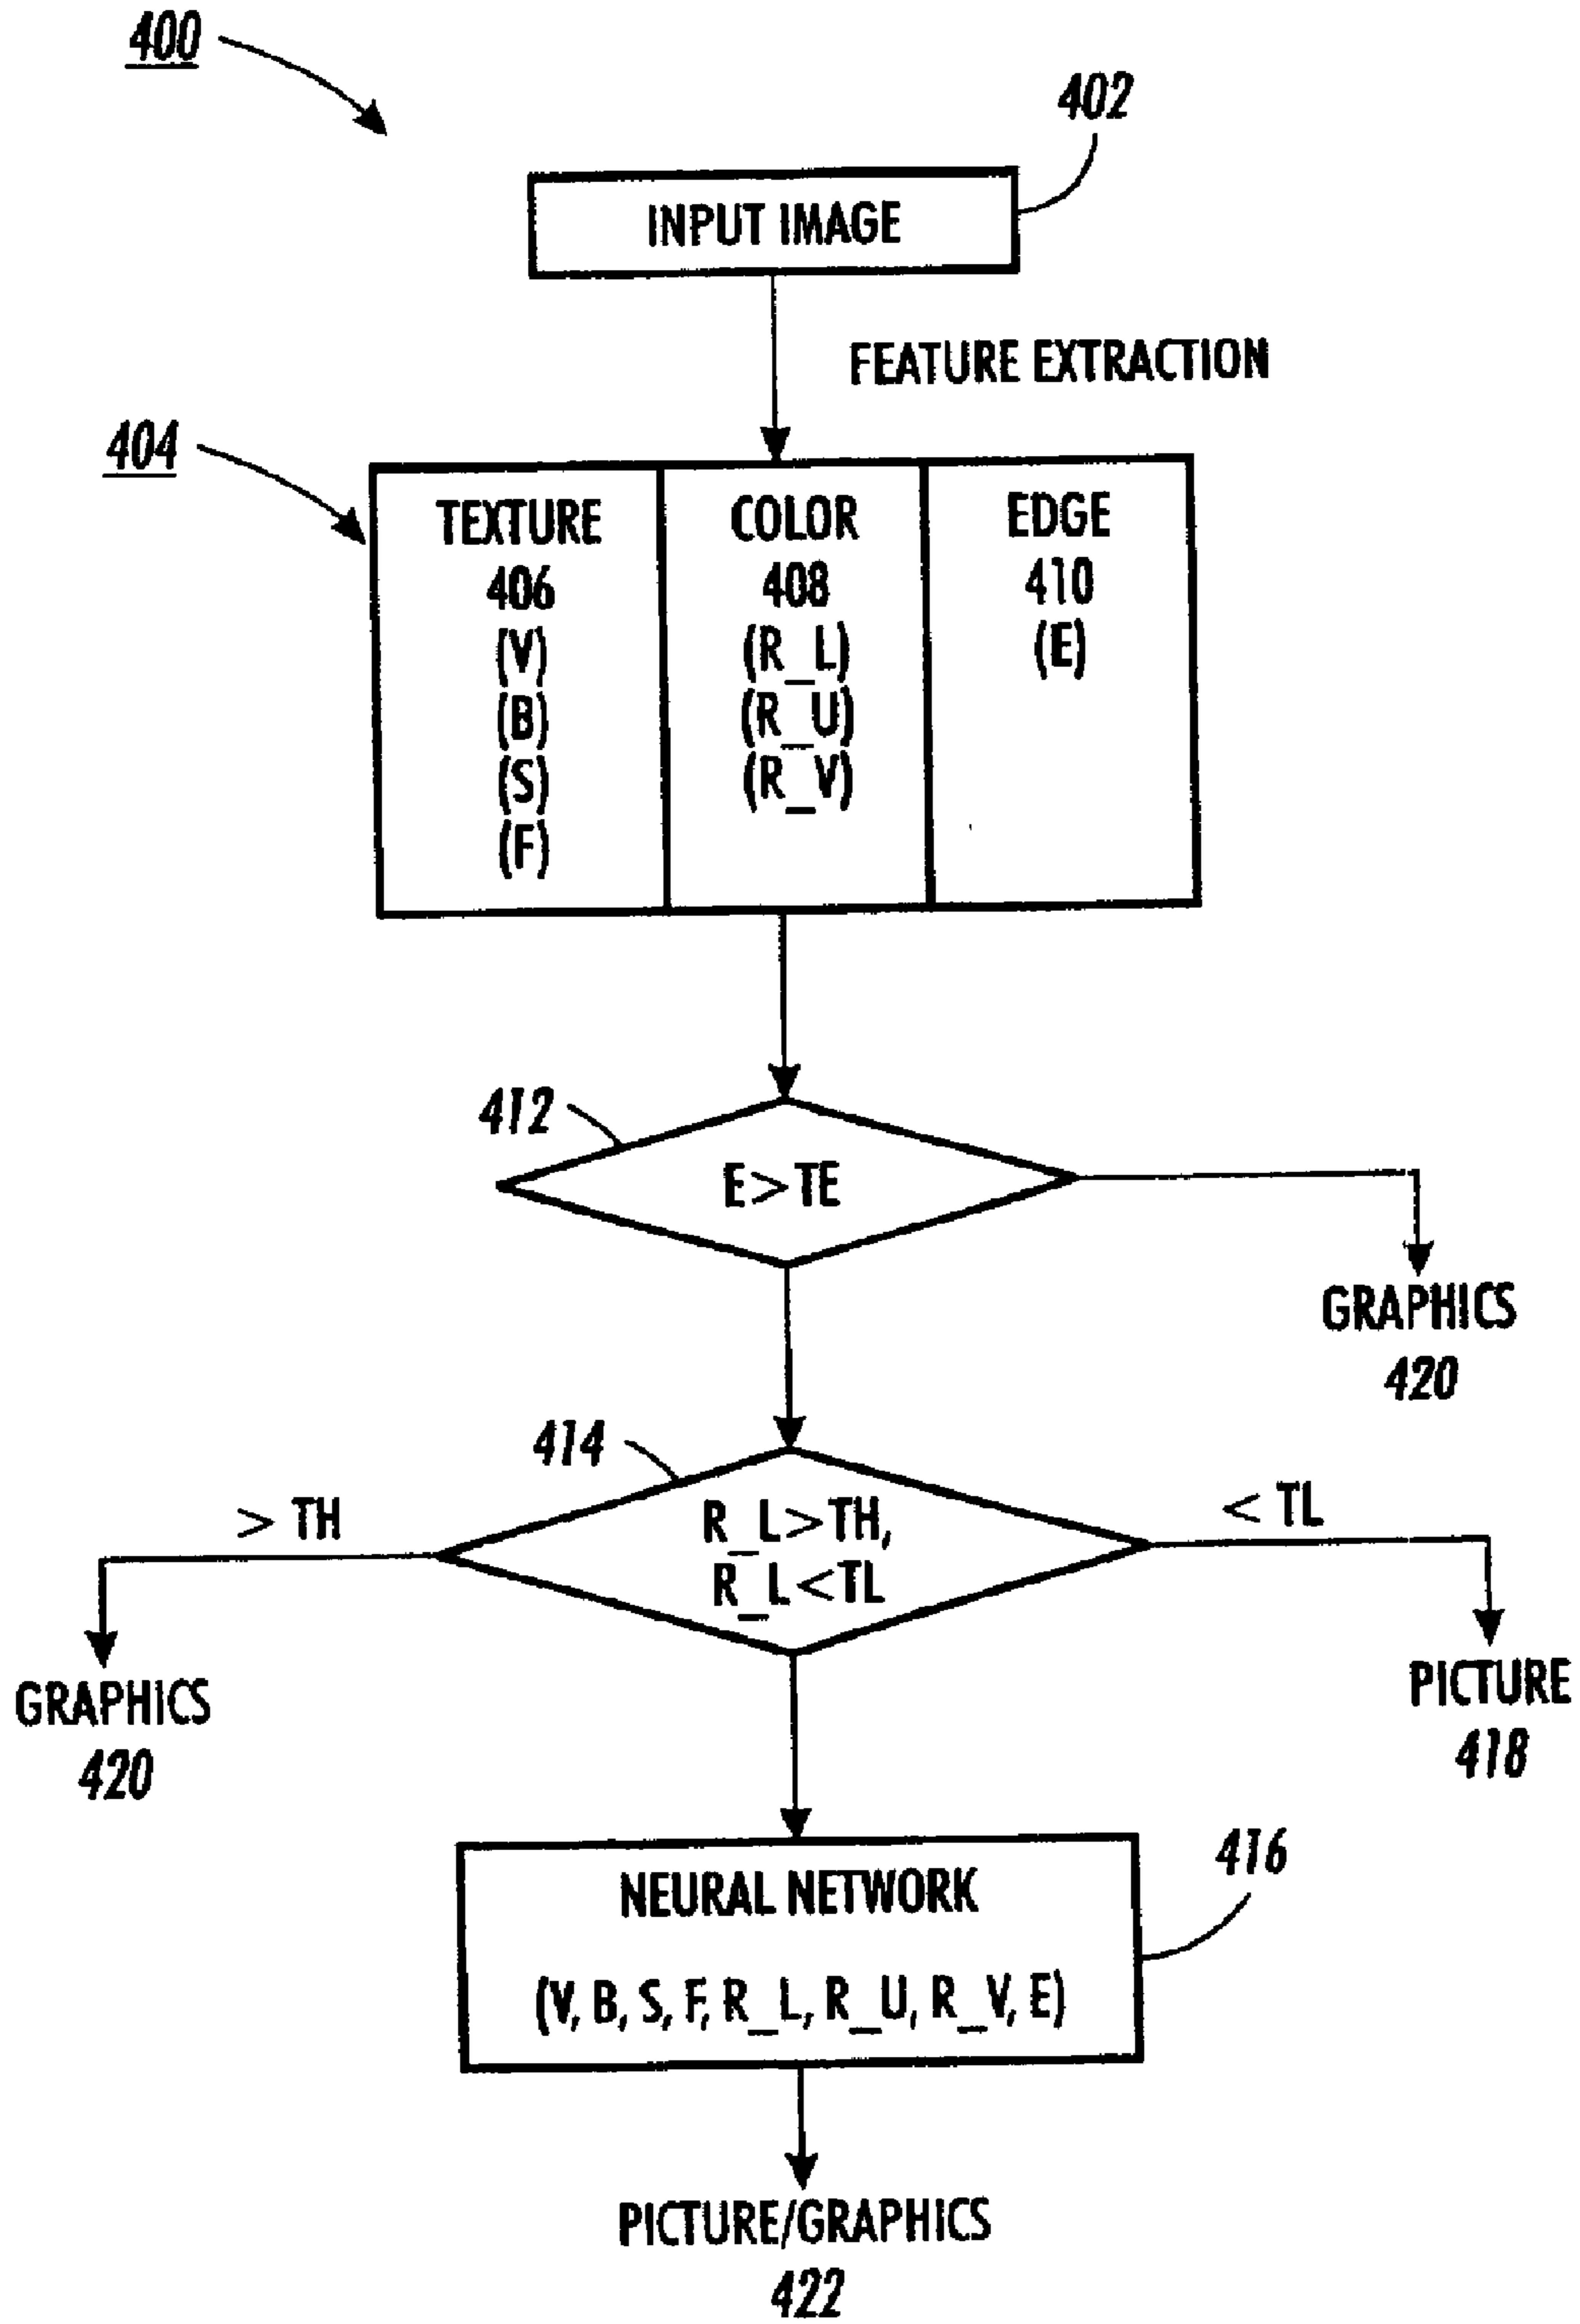 400
402
INPUT IMAGE
FEATURE EXTRACTION
404
TEXTURE
406
(V)
(B)
(S)
(F)
COLOR
408
(R_L)
(R_U)
(R_V)
EDGE
410
(E)
412
E>TE
GRAPHICS
420
414
> TH
R_L>TH,
R_L<TL
< TL
GRAPHICS
420
PICTURE
418
416
NEURAL NETWORK
(V, B, S, F, R_L, R_U, R_V, E)
PICTURE/GRAPHICS
422